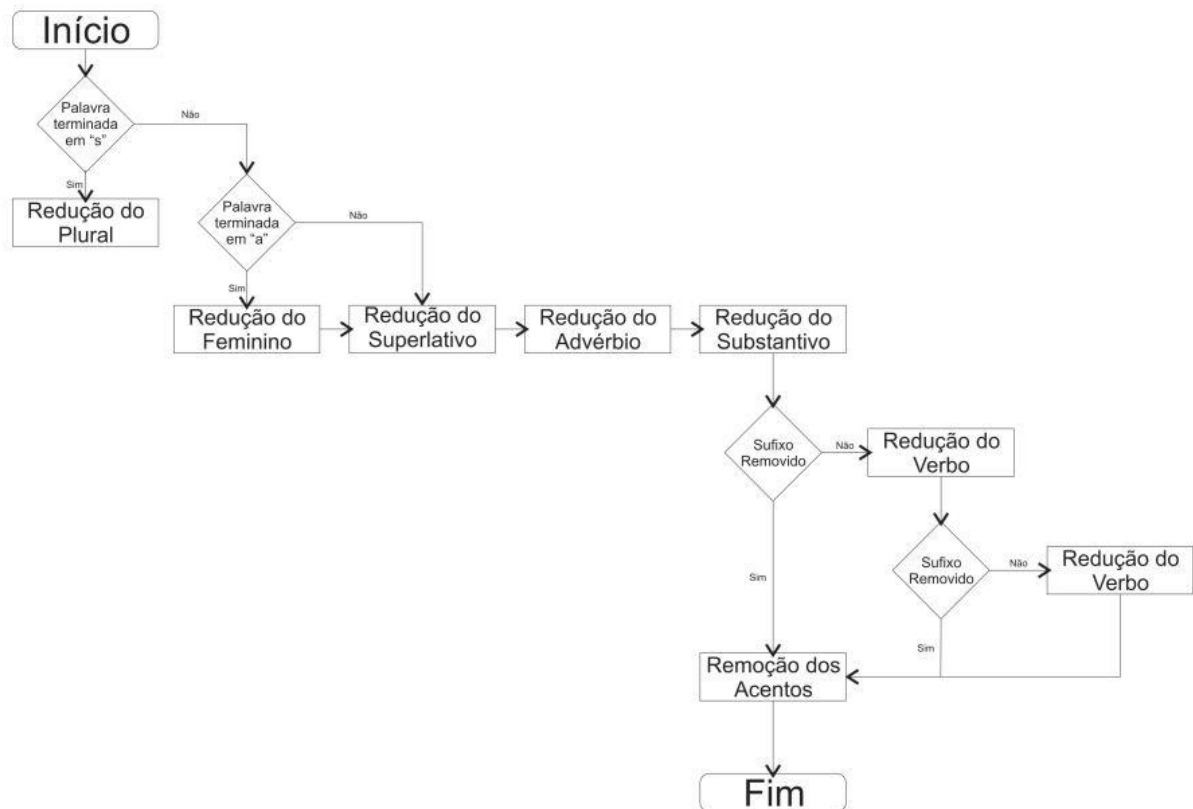 Início
Palavra
terminada
em “s”
Não
Sim
Redução do
Plural
Palavra
terminada
em “a”
Não
Sim
Redução do
Feminino
Redução do
Superlativo
Redução do
Advérbio
Redução do
Substantivo
Sufixo
Removido
Não
Redução do
Verbo
Sim
Sufixo
Removido
Não
Redução do
Verbo
Sim
Remoção dos
Acentos
Fim